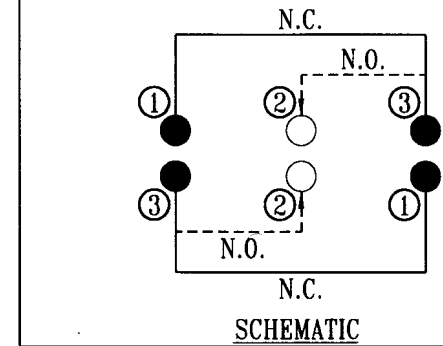 N.C.
N.O.
① ② ③
③ ② ①
N.O.
N.C.
SCHEMATIC